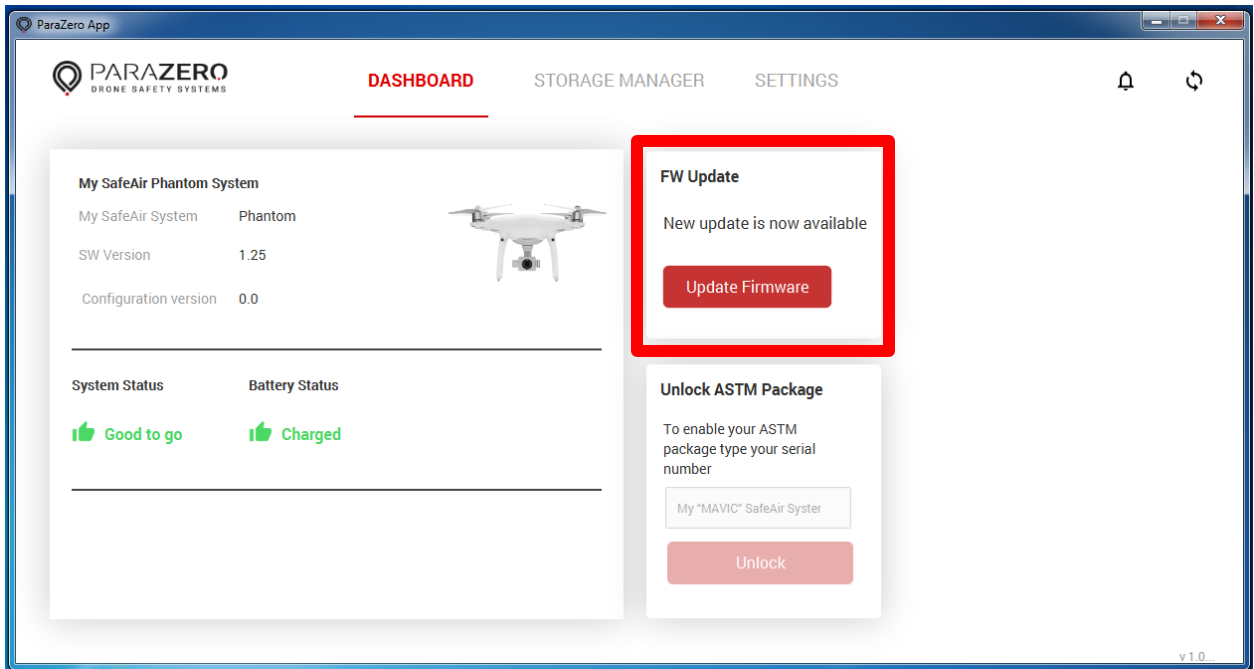 ParaZero App
PARAZERO
DRONE SAFETY SYSTEMS
DASHBOARD
STORAGE MANAGER
SETTINGS
My SafeAir Phantom System
My SafeAir System Phantom
SW Version 1.25
Configuration version 0.0
System Status
Battery Status
Good to go
Charged
FW Update
New update is now available
Update Firmware
Unlock ASTM Package
To enable your ASTM
package type your serial
number
My "MAVIC" SafeAir Syster
Unlock
v 1.0...